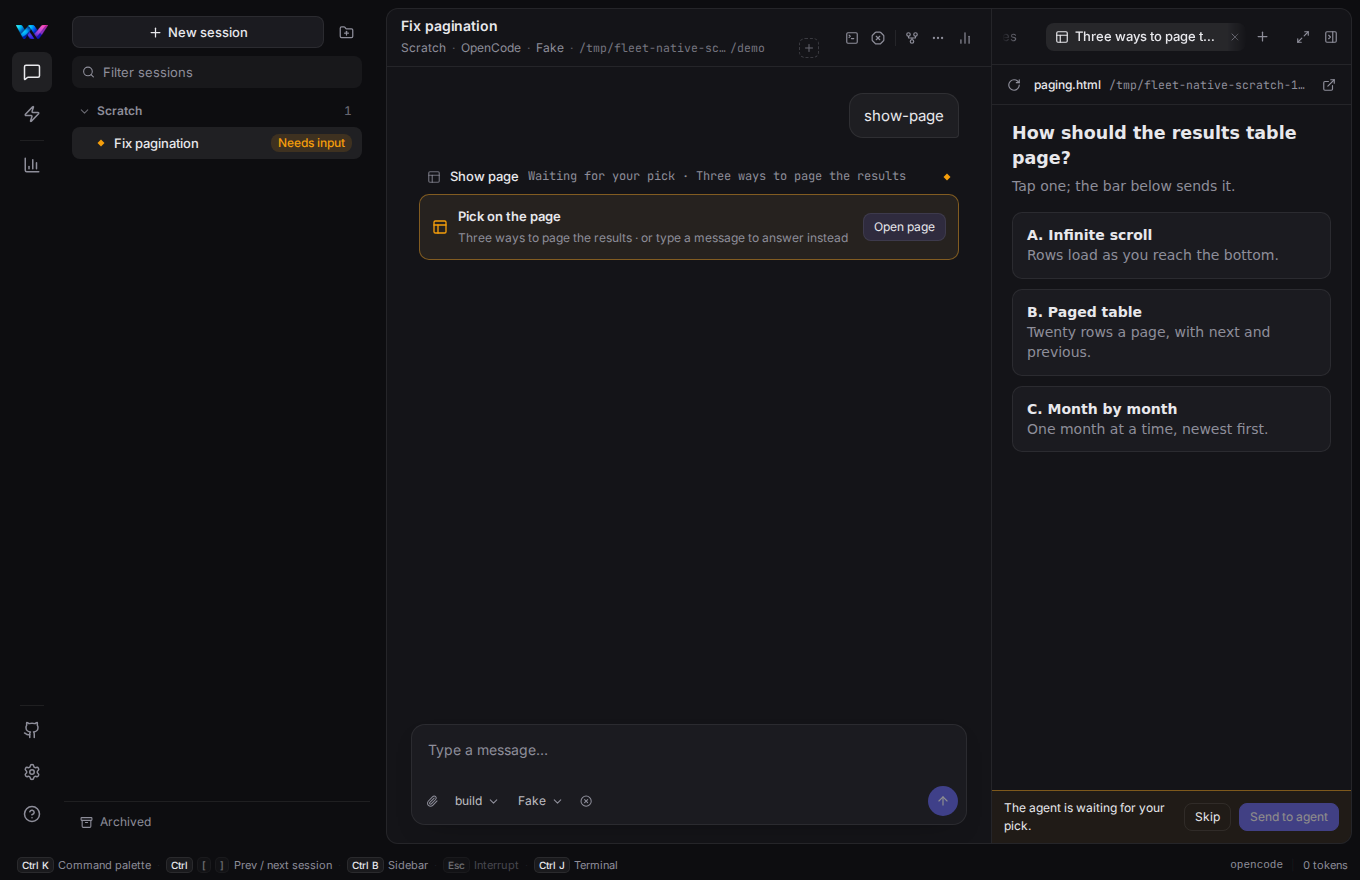 New session
Filter sessions
Scratch 1
Fix pagination Needs input
Archived
Fix pagination
Scratch · OpenCode · Fake · /tmp/fleet-native-sc… /demo
show-page
Show page Waiting for your pick · Three ways to page the results
Pick on the page
Three ways to page the results · or type a message to answer instead
Open page
Type a message...
build Fake
es
Three ways to page t...
paging.html /tmp/fleet-native-scratch-1…
How should the results table
page?
Tap one; the bar below sends it.
A. Infinite scroll
Rows load as you reach the bottom.
B. Paged table
Twenty rows a page, with next and
previous.
C. Month by month
One month at a time, newest first.
The agent is waiting for your
pick.
Skip
Send to agent
Ctrl K Command palette Ctrl [ ] Prev / next session Ctrl B Sidebar Esc Interrupt Ctrl J Terminal opencode 0 tokens